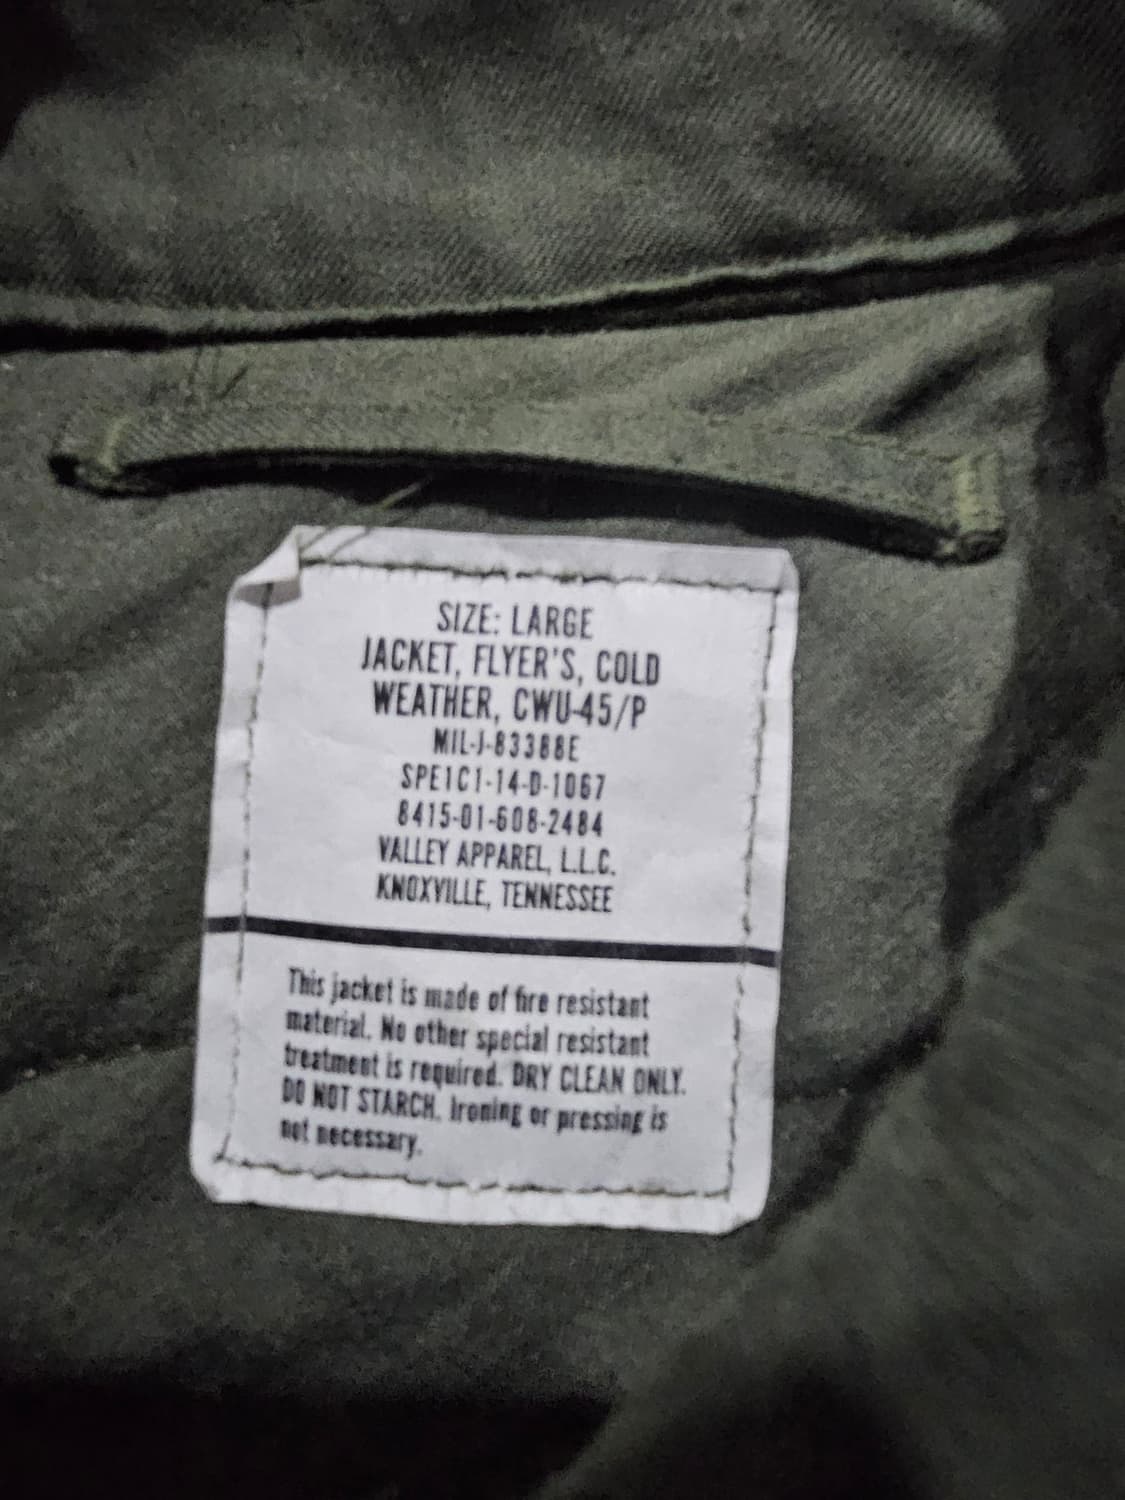 SIZE: LARGE
JACKET, FLYER'S, COLD
WEATHER, CWU-45/P
MIL-J-83388E
SPE1C1-14-D-1067
8415-01-608-2484
VALLEY APPAREL, L.L.C.
KNOXVILLE, TENNESSEE
This jacket is made of fire resistant
material. No other special resistant
treatment is required. DRY CLEAN ONLY.
DO NOT STARCH. Ironing or pressing is
not necessary.